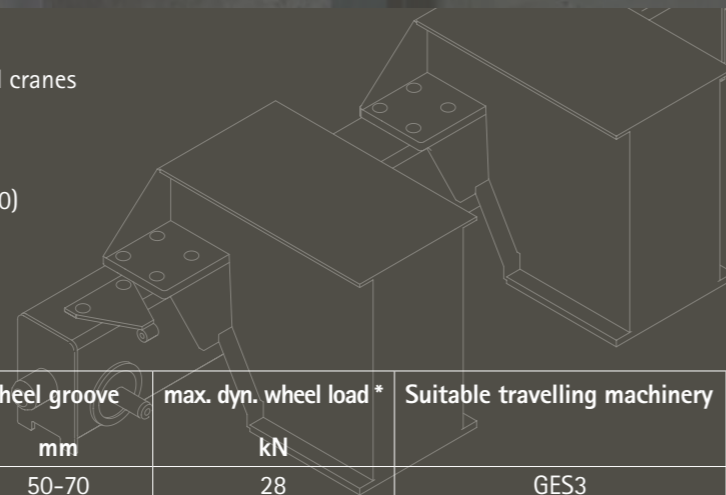 l cranes
0)
heel groove max. dyn. wheel load * Suitable travelling machinery
mm kN
50-70 28 GES3